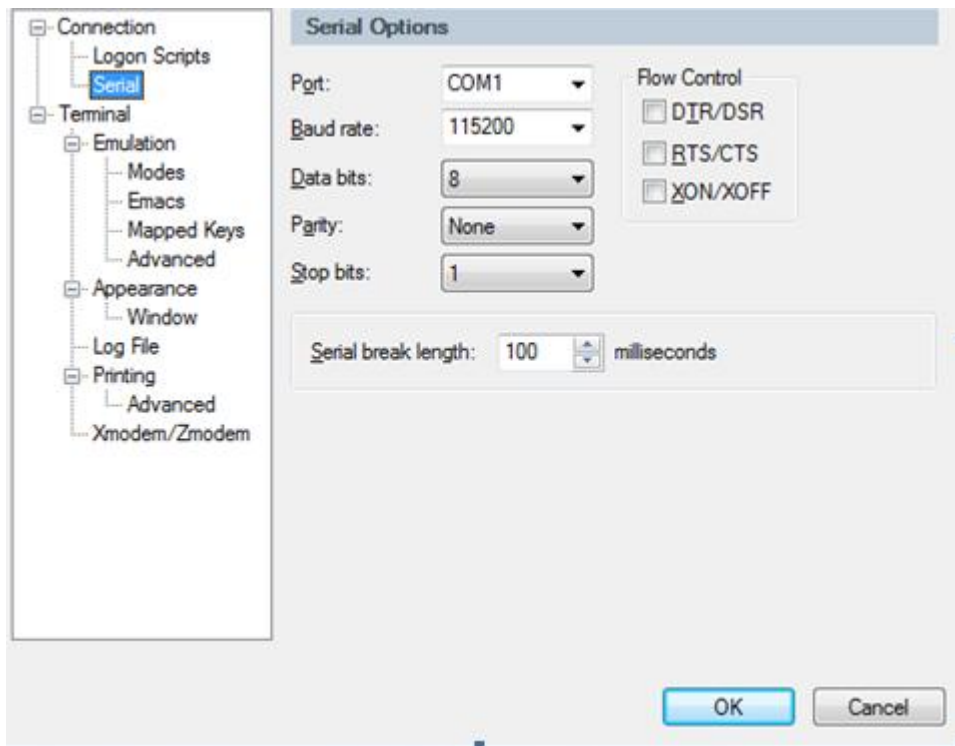 Connection
Logon Scripts
Serial
Terminal
Emulation
Modes
Emacs
Mapped Keys
Advanced
Appearance
Window
Log File
Printing
Advanced
Xmodem/Zmodem
Serial Options
Port: COM1
Baud rate: 115200
Data bits: 8
Parity: None
Stop bits: 1
Flow Control
DTR/DSR
RTS/CTS
XON/XOFF
Serial break length: 100 milliseconds
OK Cancel